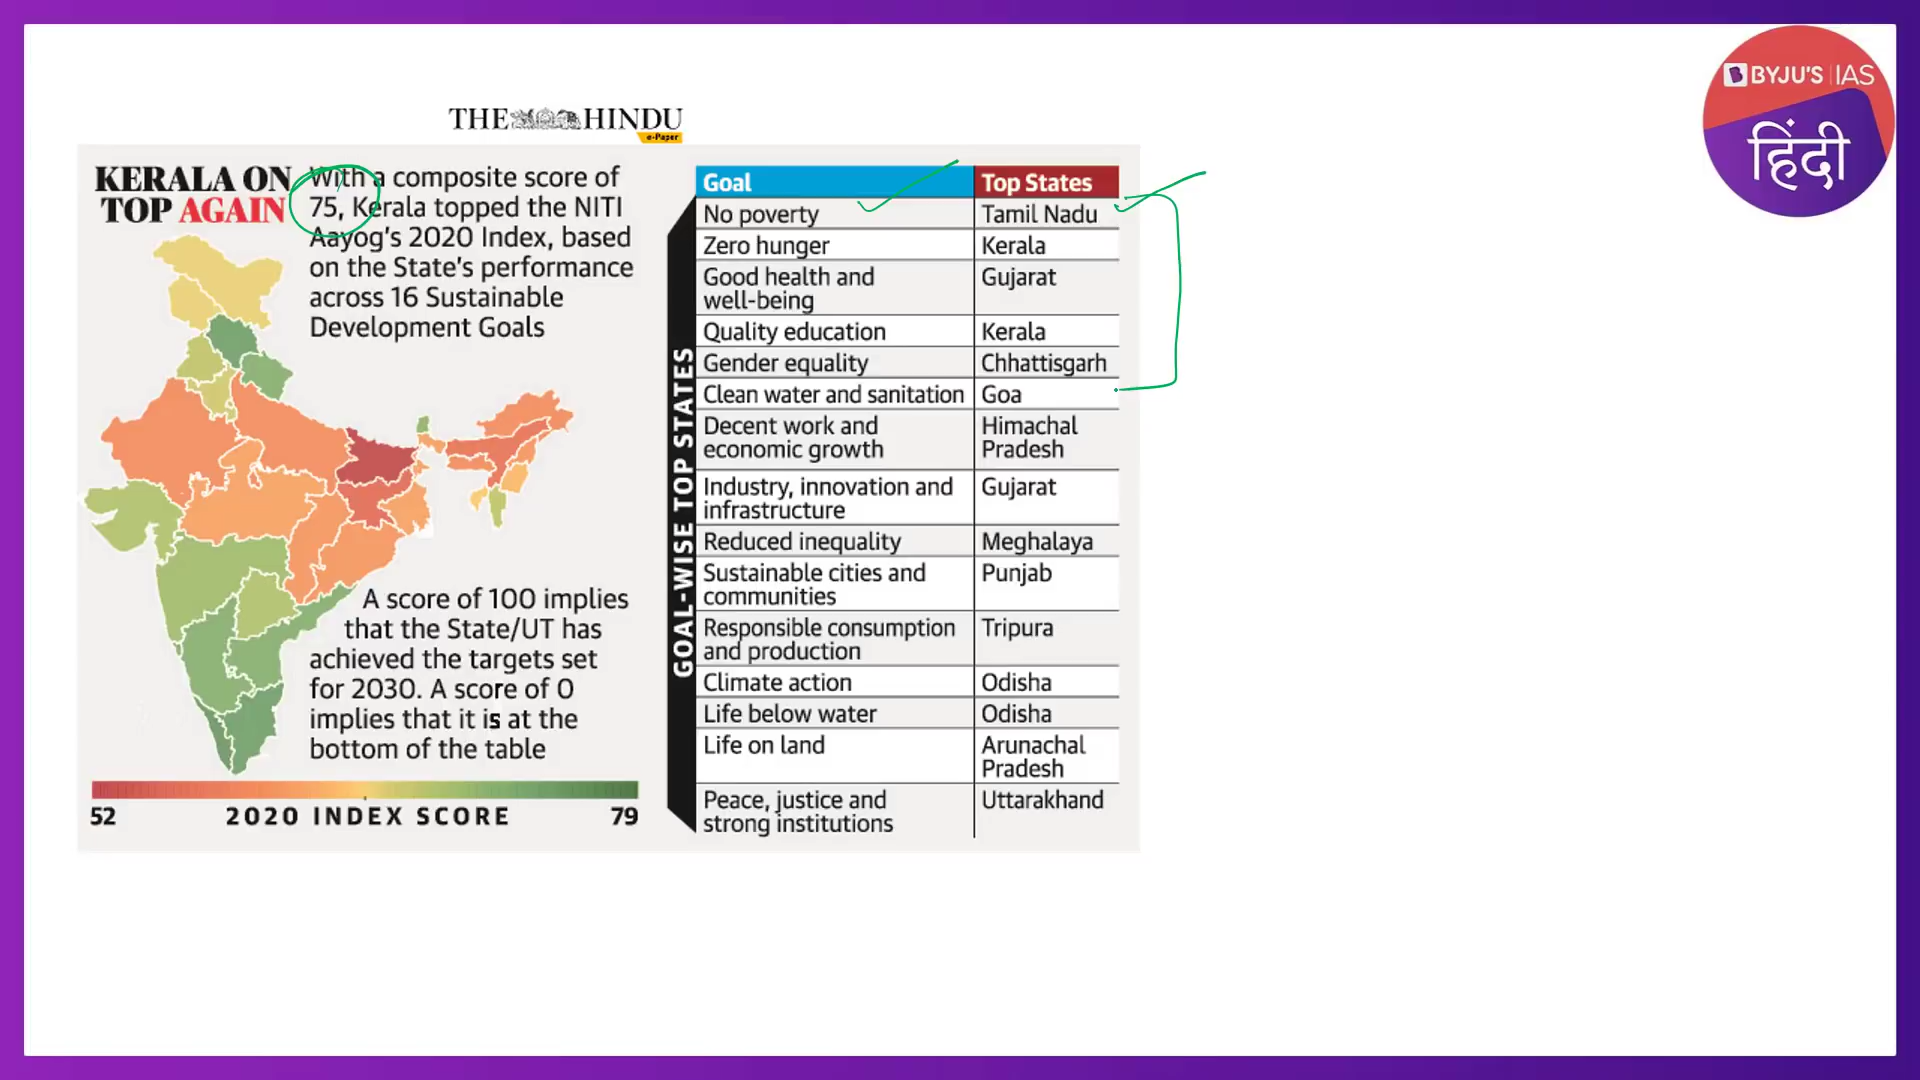 BYJU'S IAS
हिंदी
THE HINDU
e-Paper
KERALA ON
TOP AGAIN
With a composite score of
75, Kerala topped the NITI
Aayog's 2020 Index, based
on the State's performance
across 16 Sustainable
Development Goals
A score of 100 implies
that the State/UT has
achieved the targets set
for 2030. A score of 0
implies that it is at the
bottom of the table
52 2020 INDEX SCORE 79
GOAL-WISE TOP STATES
Goal Top States
No poverty Tamil Nadu
Zero hunger Kerala
Good health and Gujarat
well-being
Quality education Kerala
Gender equality Chhattisgarh
Clean water and sanitation Goa
Decent work and Himachal
economic growth Pradesh
Industry, innovation and Gujarat
infrastructure
Reduced inequality Meghalaya
Sustainable cities and Punjab
communities
Responsible consumption Tripura
and production
Climate action Odisha
Life below water Odisha
Life on land Arunachal
Pradesh
Peace, justice and Uttarakhand
strong institutions